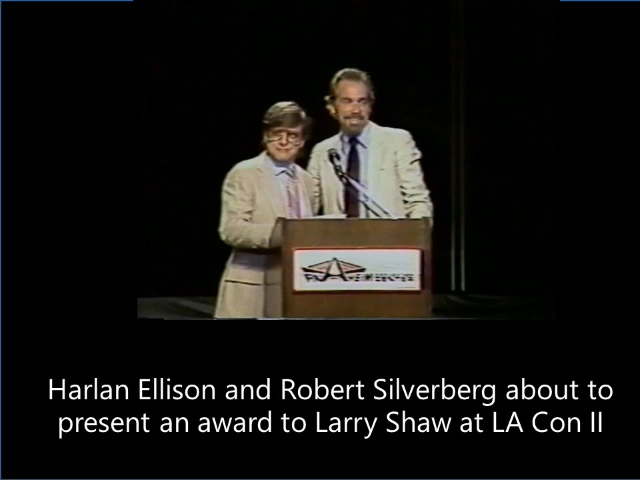 Harlan Ellison and Robert Silverberg about to
present an award to Larry Shaw at LA Con II